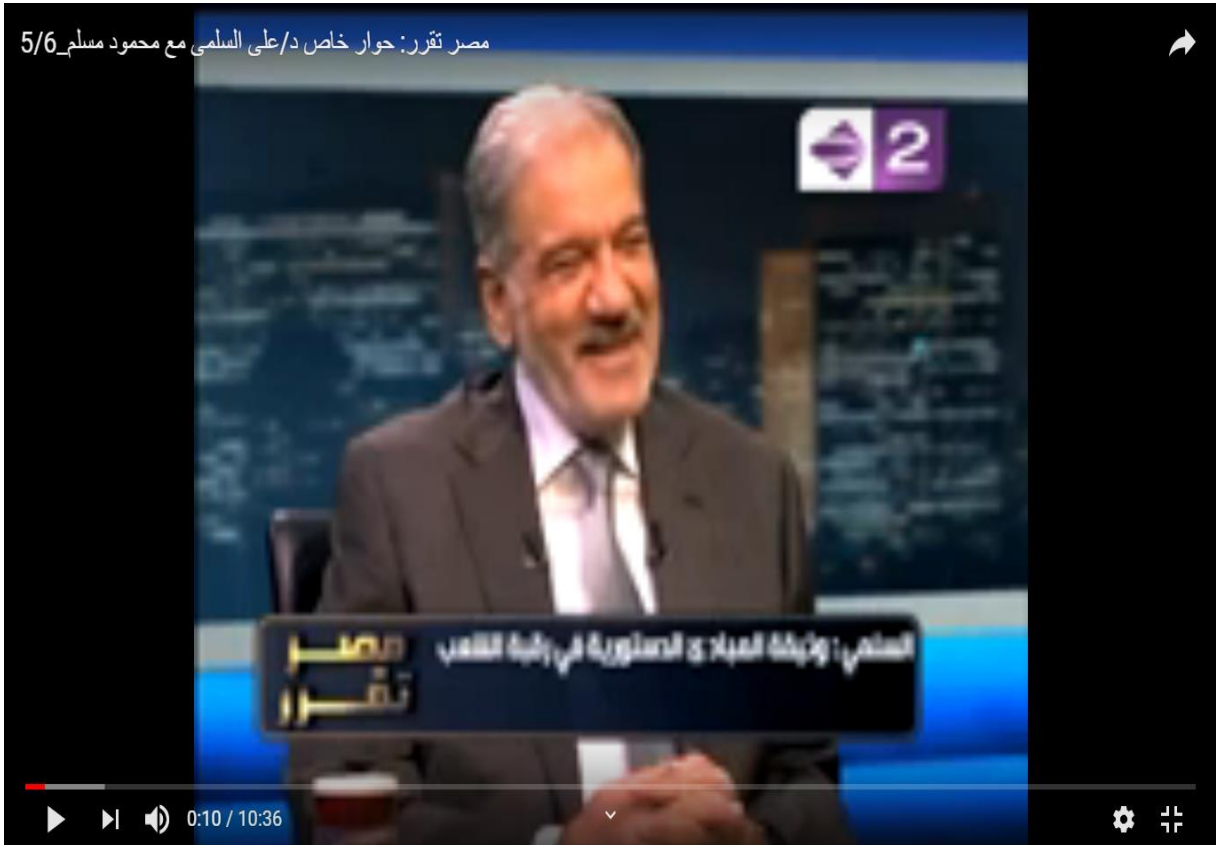 مصر تقرر: حوار خاص د/على السلمى مع محمود مسلم_5/6
2
السلمي: وثيقة المبادئ الدستورية في رقبة الشعب
مصر
تقرر
0:10 / 10:36